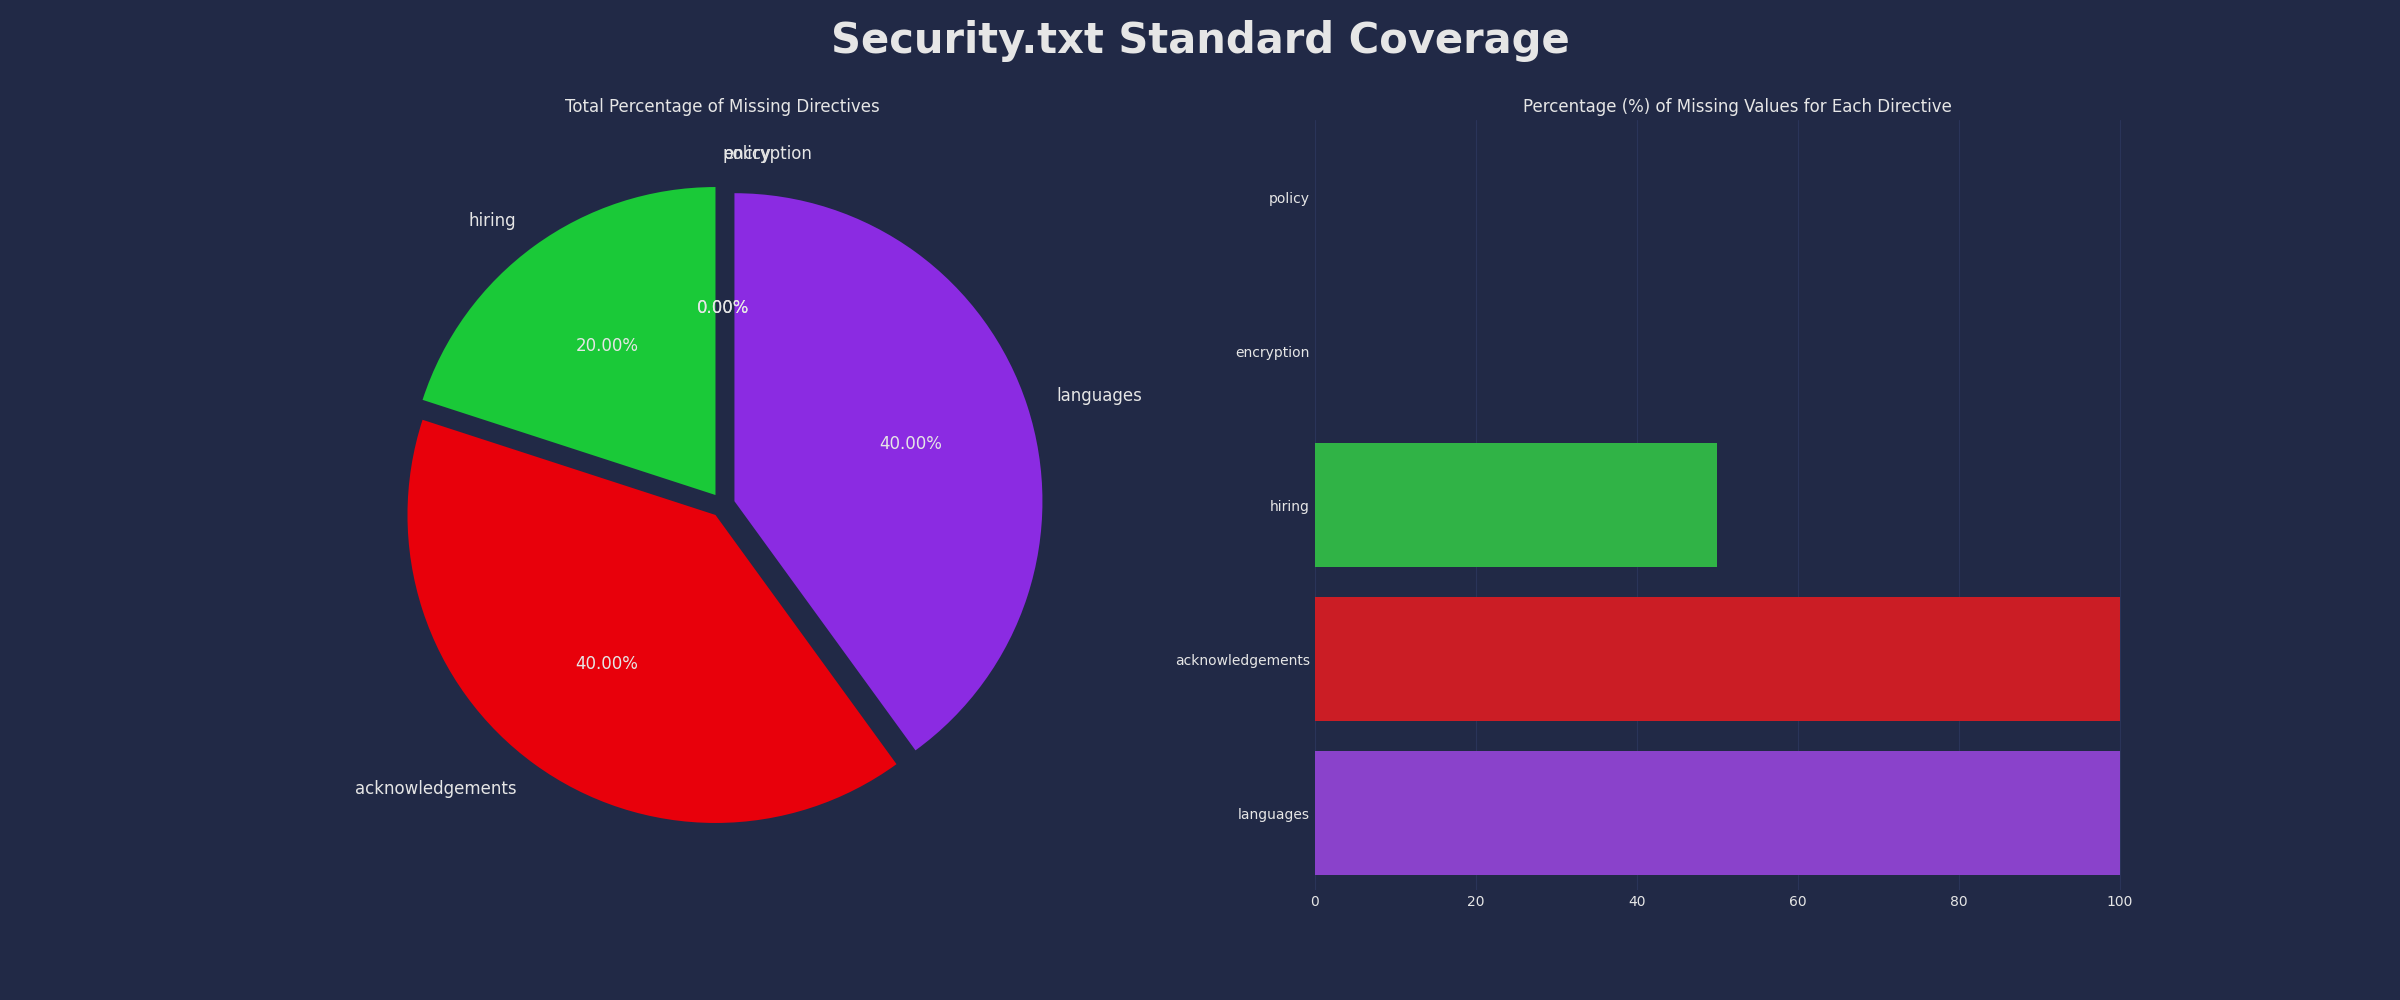 Security.txt Standard Coverage
Total Percentage of Missing Directives
policy
encryption
hiring
0.00%
20.00%
languages
40.00%
40.00%
acknowledgements
Percentage (%) of Missing Values for Each Directive
policy
encryption
hiring
acknowledgements
languages
0 20 40 60 80 100